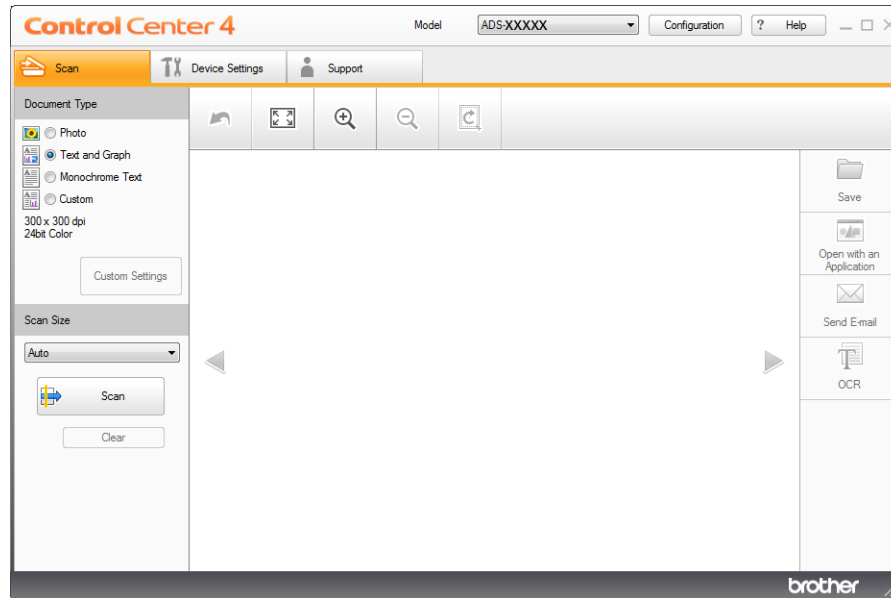 Control Center 4
Model
ADS-XXXXX
Configuration
? Help
Scan
Device Settings
Support
Document Type
Photo
Text and Graph
Monochrome Text
Custom
300 x 300 dpi
24bit Color
Custom Settings
Scan Size
Auto
Scan
Clear
Save
Open with an
Application
Send E-mail
OCR
brother